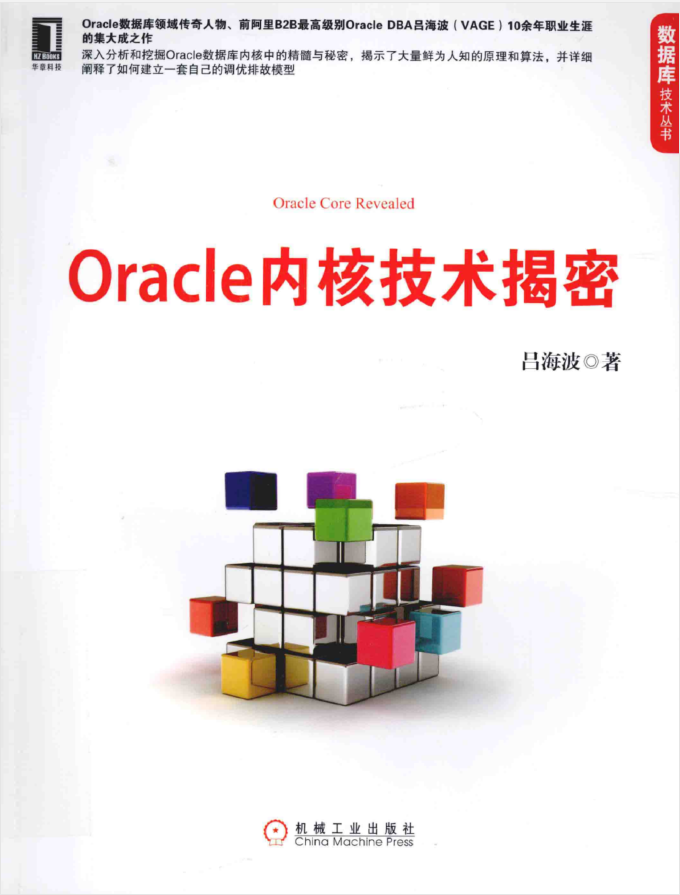 Oracle数据库领域传奇人物、前阿里B2B最高级别Oracle DBA吕海波（VAGE）10余年职业生涯
的集大成之作
深入分析和挖掘Oracle数据库内核中的精髓与秘密，揭示了大量鲜为人知的原理和算法，并详细
阐释了如何建立一套自己的调优排故模型
HZ Books
华章科技
数据库
技术丛书
Oracle Core Revealed
Oracle内核技术揭密
吕海波◎著
机械工业出版社
China Machine Press